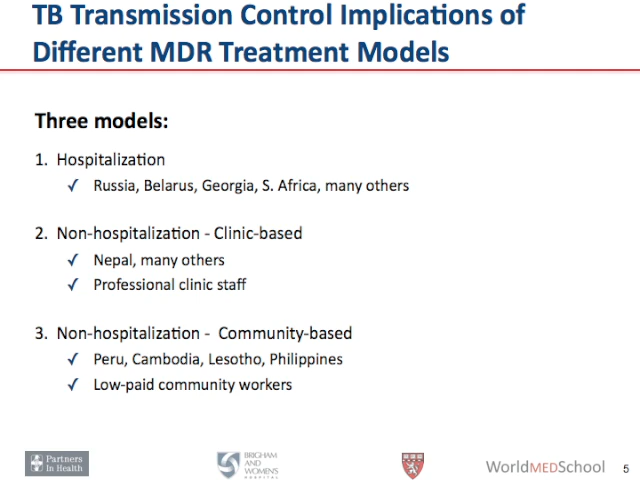 TB Transmission Control Implications of
Different MDR Treatment Models
Three models:
1. Hospitalization
✓ Russia, Belarus, Georgia, S. Africa, many others
2. Non-hospitalization - Clinic-based
✓ Nepal, many others
✓ Professional clinic staff
3. Non-hospitalization - Community-based
✓ Peru, Cambodia, Lesotho, Philippines
✓ Low-paid community workers
Partners
In Health
BRIGHAM
AND
WOMEN'S
HOSPITAL
WorldMEDSchool
5